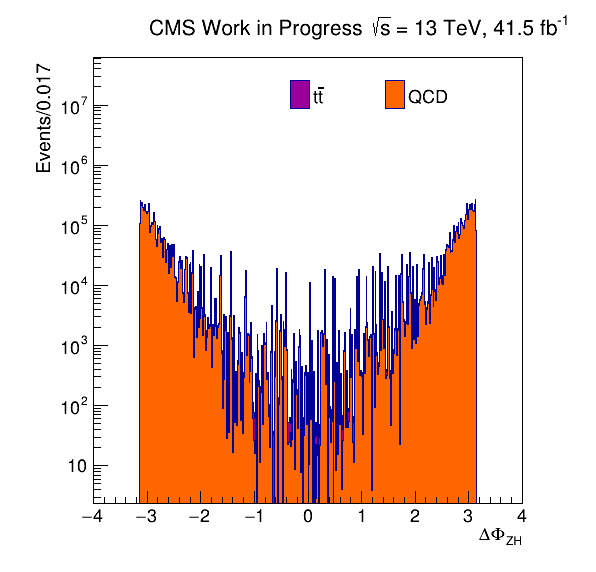 CMS Work in Progress √s = 13 TeV, 41.5 fb⁻¹
Events/0.017
tt̄
QCD
10⁷
10⁶
10⁵
10⁴
10³
10²
10
−4 −3 −2 −1 0 1 2 3 4
ΔΦ_ZH